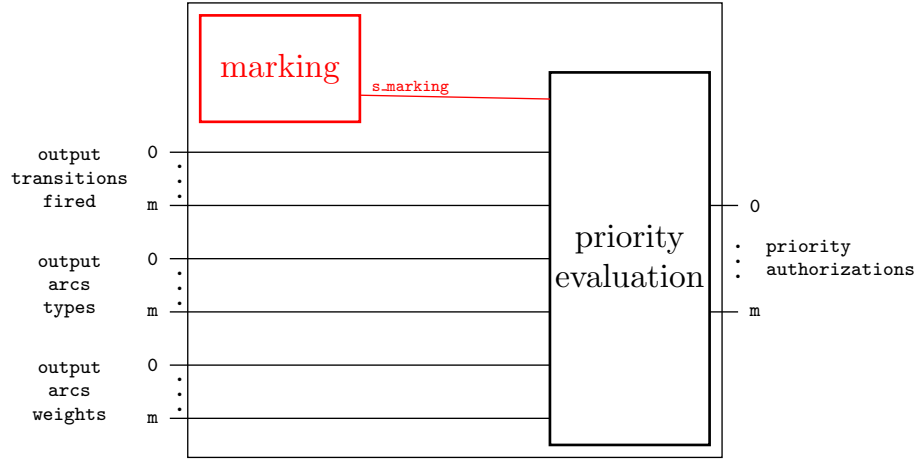 marking
s_marking
output
transitions
fired
0
m
output
arcs
types
0
m
output
arcs
weights
0
m
priority
evaluation
0
m
priority
authorizations